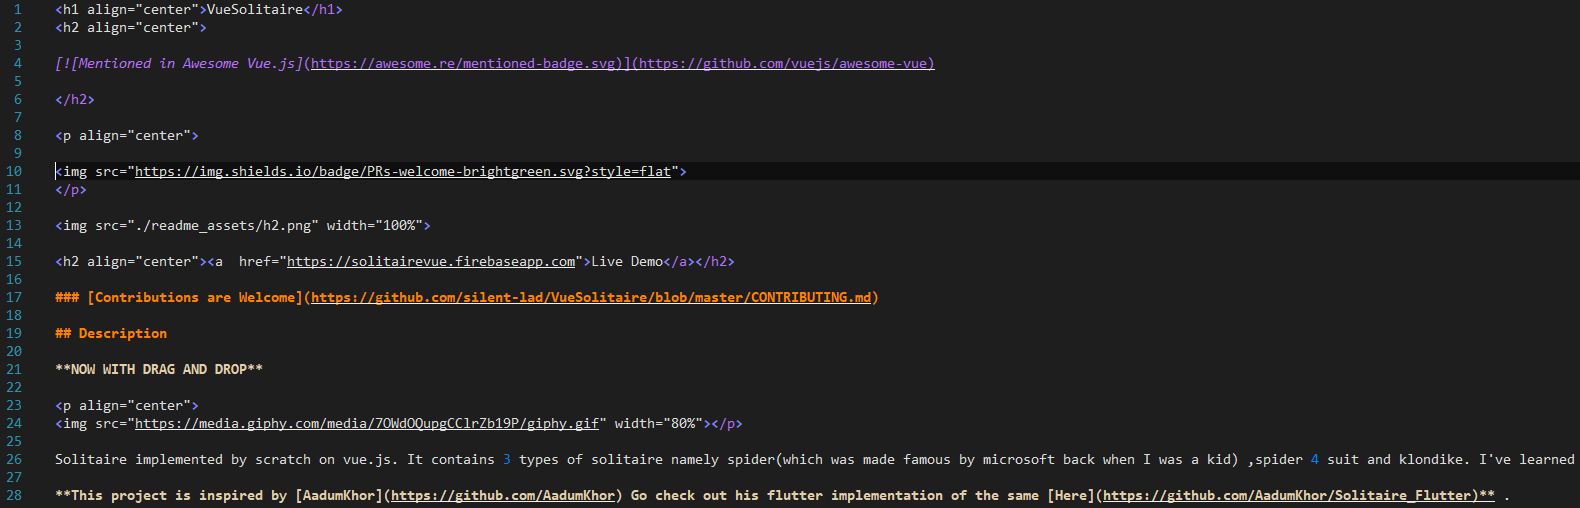 1 <h1 align="center">VueSolitaire</h1>
2 <h2 align="center">
3
4 [![Mentioned in Awesome Vue.js](https://awesome.re/mentioned-badge.svg)](https://github.com/vuejs/awesome-vue)
5
6 </h2>
7
8 <p align="center">
9
10 <img src="https://img.shields.io/badge/PRs-welcome-brightgreen.svg?style=flat">
11 </p>
12
13 <img src="./readme_assets/h2.png" width="100%">
14
15 <h2 align="center"><a  href="https://solitairevue.firebaseapp.com">Live Demo</a></h2>
16
17 ### [Contributions are Welcome](https://github.com/silent-lad/VueSolitaire/blob/master/CONTRIBUTING.md)
18
19 ## Description
20
21 **NOW WITH DRAG AND DROP**
22
23 <p align="center">
24 <img src="https://media.giphy.com/media/7OWdOQupgCClrZb19P/giphy.gif" width="80%"></p>
25
26 Solitaire implemented by scratch on vue.js. It contains 3 types of solitaire namely spider(which was made famous by microsoft back when I was a kid) ,spider 4 suit and klondike. I've learned
27
28 **This project is inspired by [AadumKhor](https://github.com/AadumKhor) Go check out his flutter implementation of the same [Here](https://github.com/AadumKhor/Solitaire_Flutter)** .